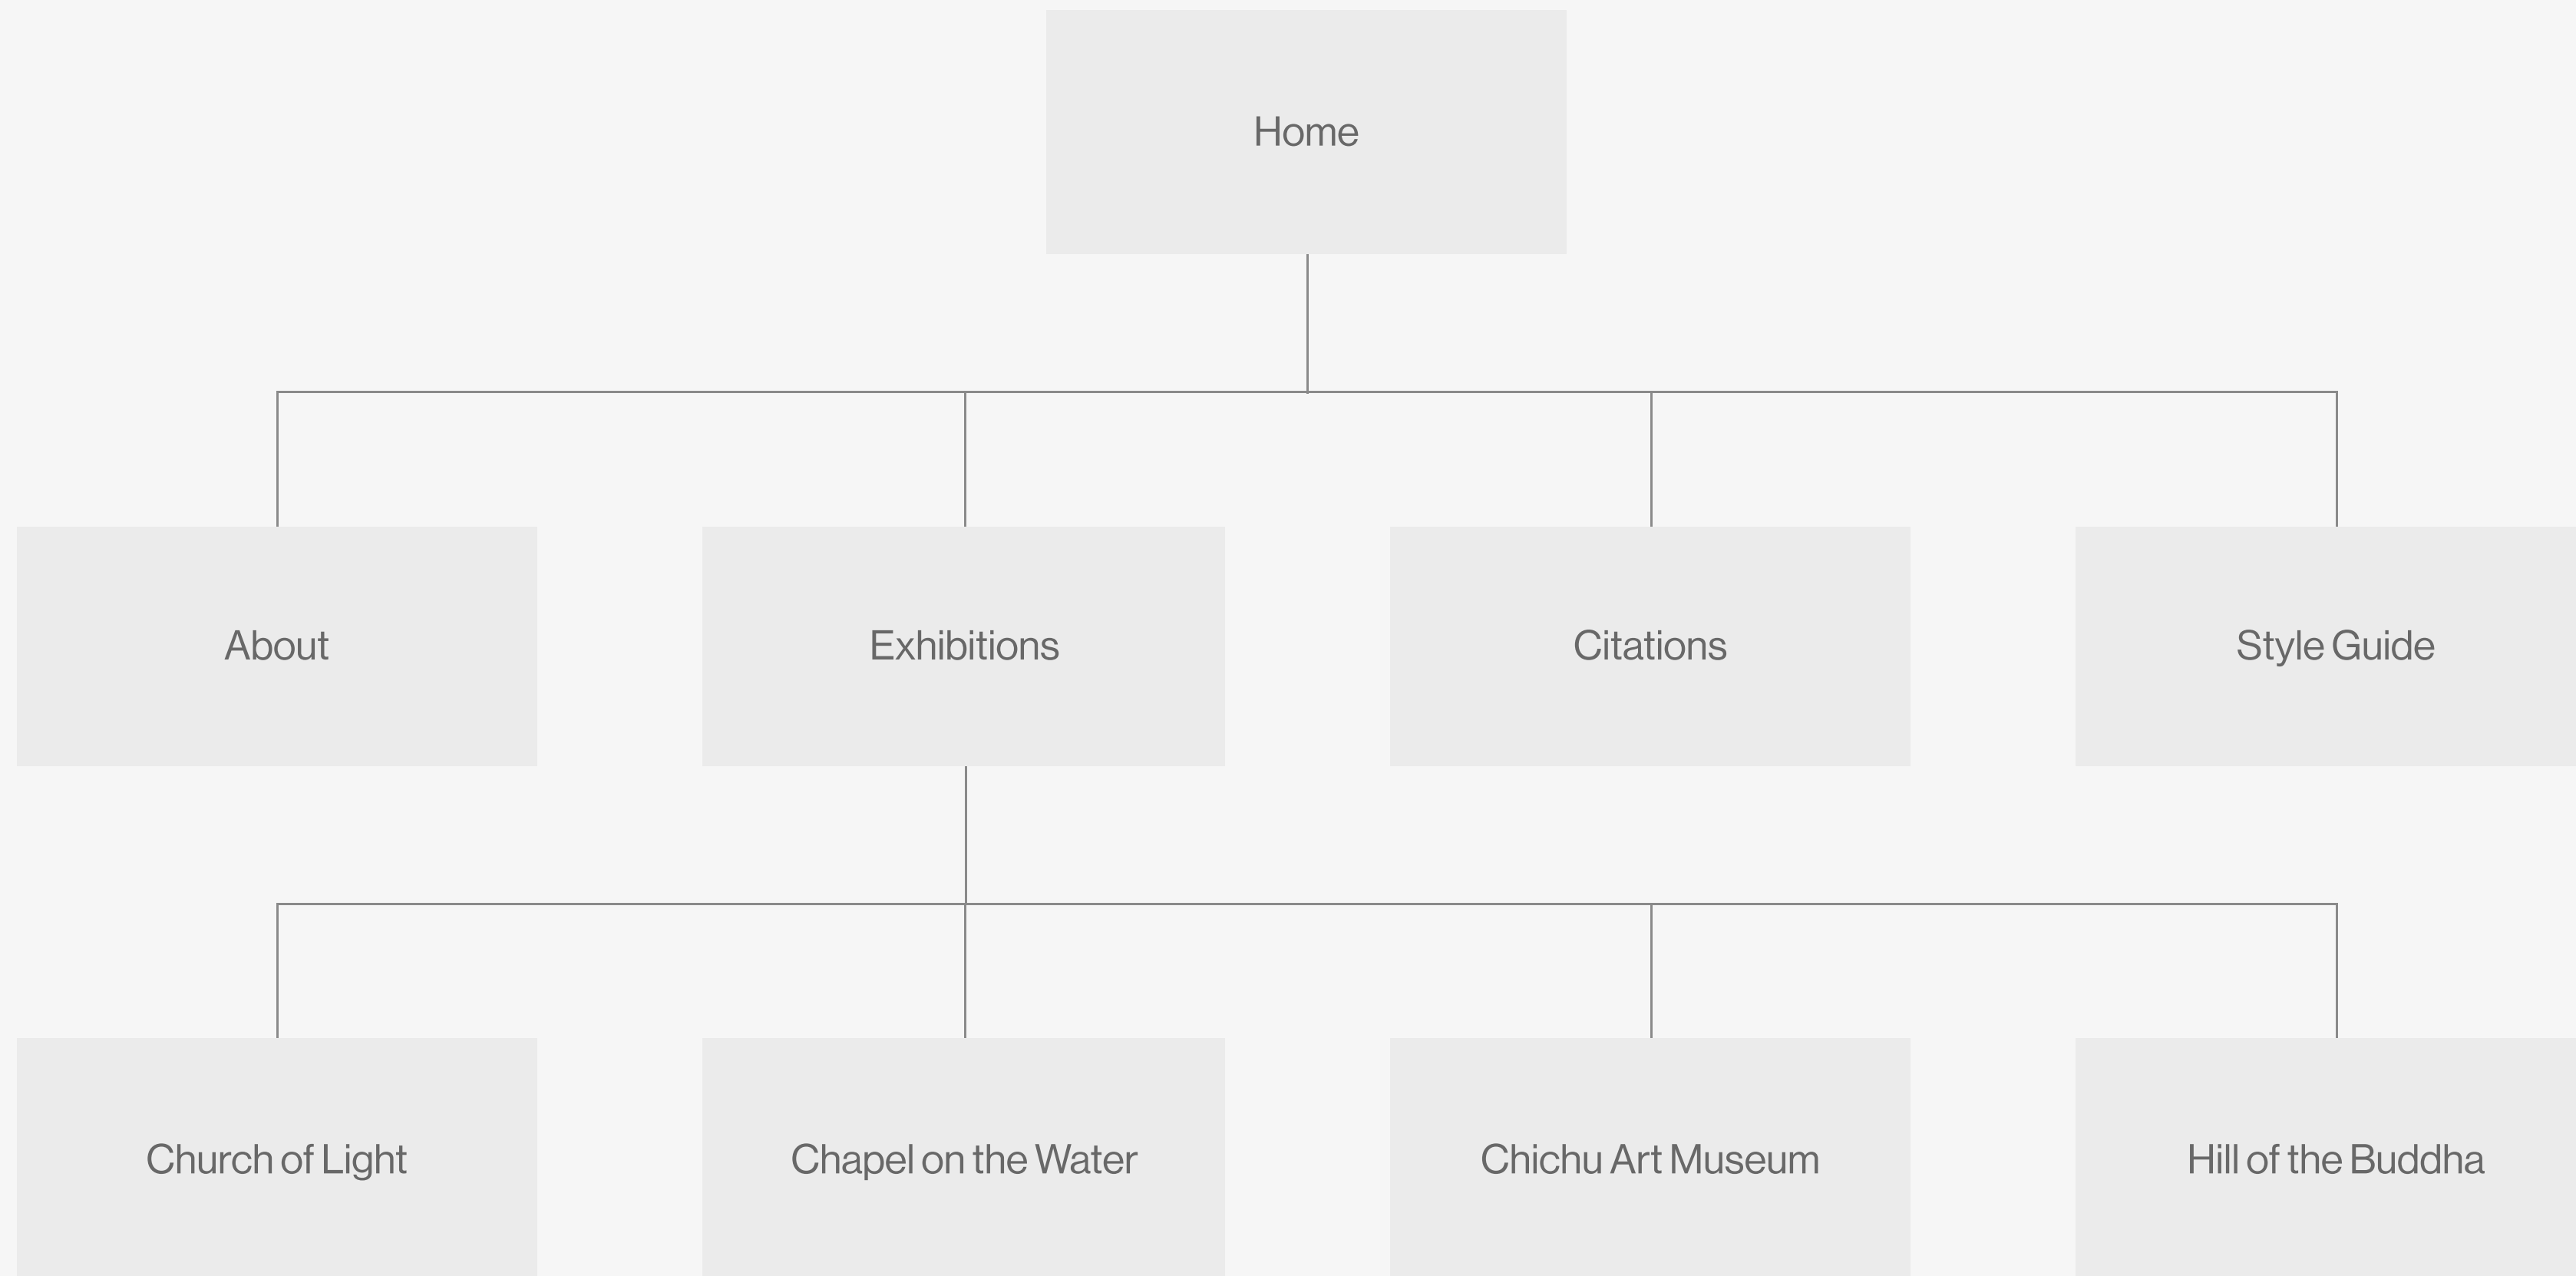 Home
About
Exhibitions
Citations
Style Guide
Church of Light
Chapel on the Water
Chichu Art Museum
Hill of the Buddha